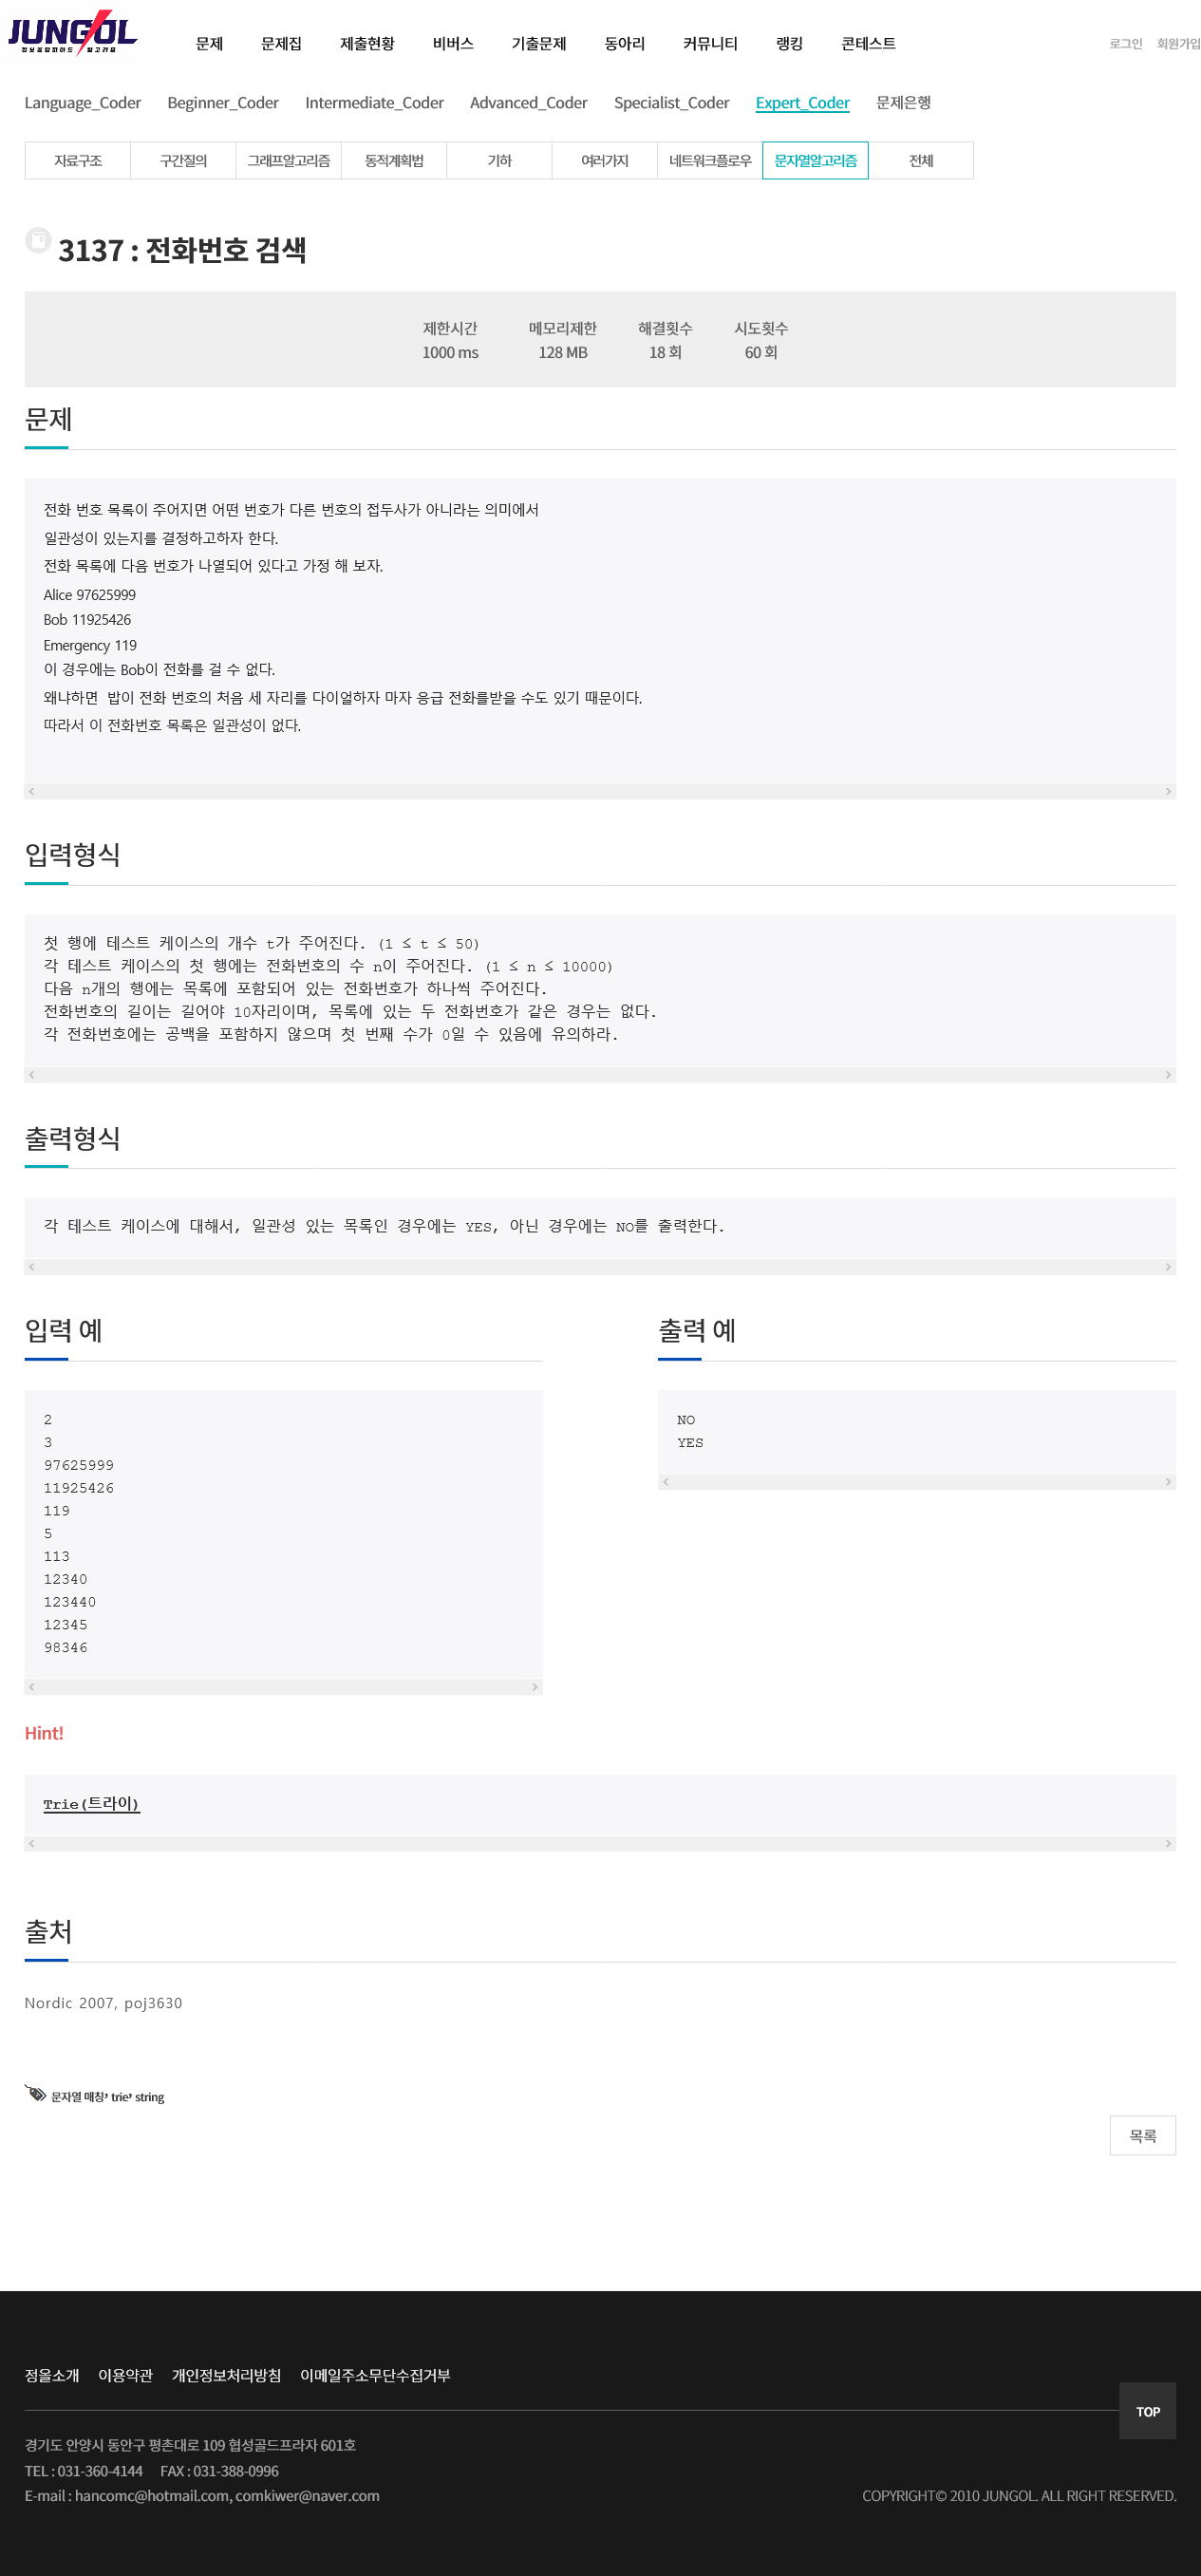 JUNGOL
정보올림피아드 알고리즘
문제 문제집 제출현황 비버스 기출문제 동아리 커뮤니티 랭킹 콘테스트 로그인 회원가입
Language_Coder Beginner_Coder Intermediate_Coder Advanced_Coder Specialist_Coder Expert_Coder 문제은행
자료구조 구간질의 그래프알고리즘 동적계획법 기하 여러가지 네트워크플로우 문자열알고리즘 전체
3137 : 전화번호 검색
제한시간 메모리제한 해결횟수 시도횟수
1000 ms 128 MB 18 회 60 회
문제
전화 번호 목록이 주어지면 어떤 번호가 다른 번호의 접두사가 아니라는 의미에서
일관성이 있는지를 결정하고하자 한다.
전화 목록에 다음 번호가 나열되어 있다고 가정 해 보자.
Alice 97625999
Bob 11925426
Emergency 119
이 경우에는 Bob이 전화를 걸 수 없다.
왜냐하면 밥이 전화 번호의 처음 세 자리를 다이얼하자 마자 응급 전화를받을 수도 있기 때문이다.
따라서 이 전화번호 목록은 일관성이 없다.
입력형식
첫 행에 테스트 케이스의 개수 t가 주어진다. (1 ≤ t ≤ 50)
각 테스트 케이스의 첫 행에는 전화번호의 수 n이 주어진다. (1 ≤ n ≤ 10000)
다음 n개의 행에는 목록에 포함되어 있는 전화번호가 하나씩 주어진다.
전화번호의 길이는 길어야 10자리이며, 목록에 있는 두 전화번호가 같은 경우는 없다.
각 전화번호에는 공백을 포함하지 않으며 첫 번째 수가 0일 수 있음에 유의하라.
출력형식
각 테스트 케이스에 대해서, 일관성 있는 목록인 경우에는 YES, 아닌 경우에는 NO를 출력한다.
입력 예
2
3
97625999
11925426
119
5
113
12340
123440
12345
98346
출력 예
NO
YES
Hint!
Trie(트라이)
출처
Nordic 2007, poj3630
문자열 매칭, trie, string
목록
정올소개 이용약관 개인정보처리방침 이메일주소무단수집거부
TOP
경기도 안양시 동안구 평촌대로 109 협성골드프라자 601호
TEL : 031-360-4144 FAX : 031-388-0996
E-mail : hancomc@hotmail.com, comkiwer@naver.com
COPYRIGHT© 2010 JUNGOL. ALL RIGHT RESERVED.